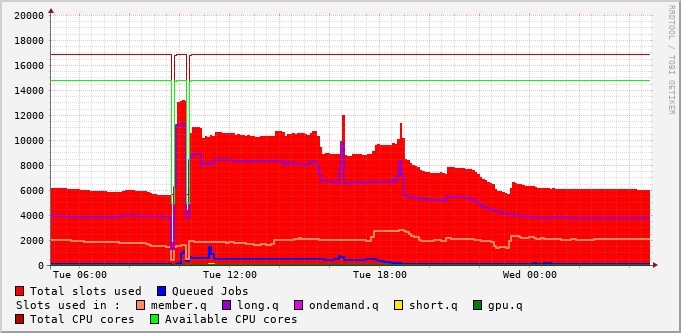 20000
18000
16000
14000
12000
10000
8000
6000
4000
2000
0
Tue 06:00 Tue 12:00 Tue 18:00 Wed 00:00
RRDTOOL / TOBI OETIKER
Total slots used Queued Jobs
Slots used in : member.q long.q ondemand.q short.q gpu.q
Total CPU cores Available CPU cores